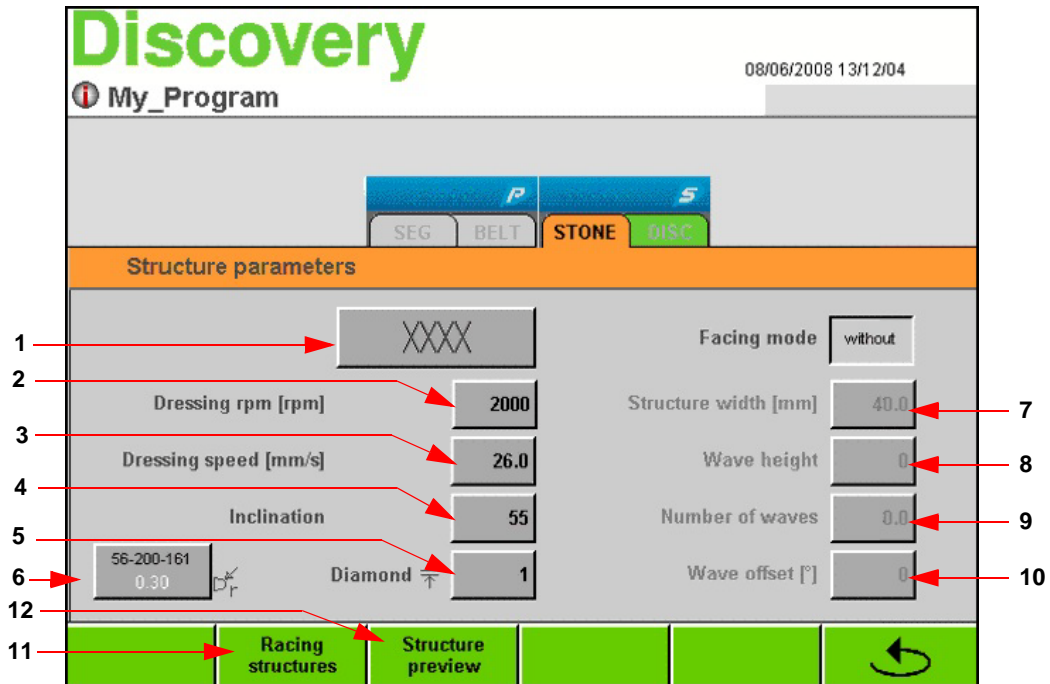 Discovery
08/06/2008 13/12/04
My_Program
P S
SEG BELT STONE DISC
Structure parameters
1 XXXX Facing mode without
2 Dressing rpm [rpm] 2000 Structure width [mm] 40.0 7
3 Dressing speed [mm/s] 26.0 Wave height 0 8
4 Inclination 55 Number of waves 0.0 9
5
6 56-200-161 Diamond 1 Wave offset [°] 0 10
0.30 r
12
11 Racing structures Structure preview